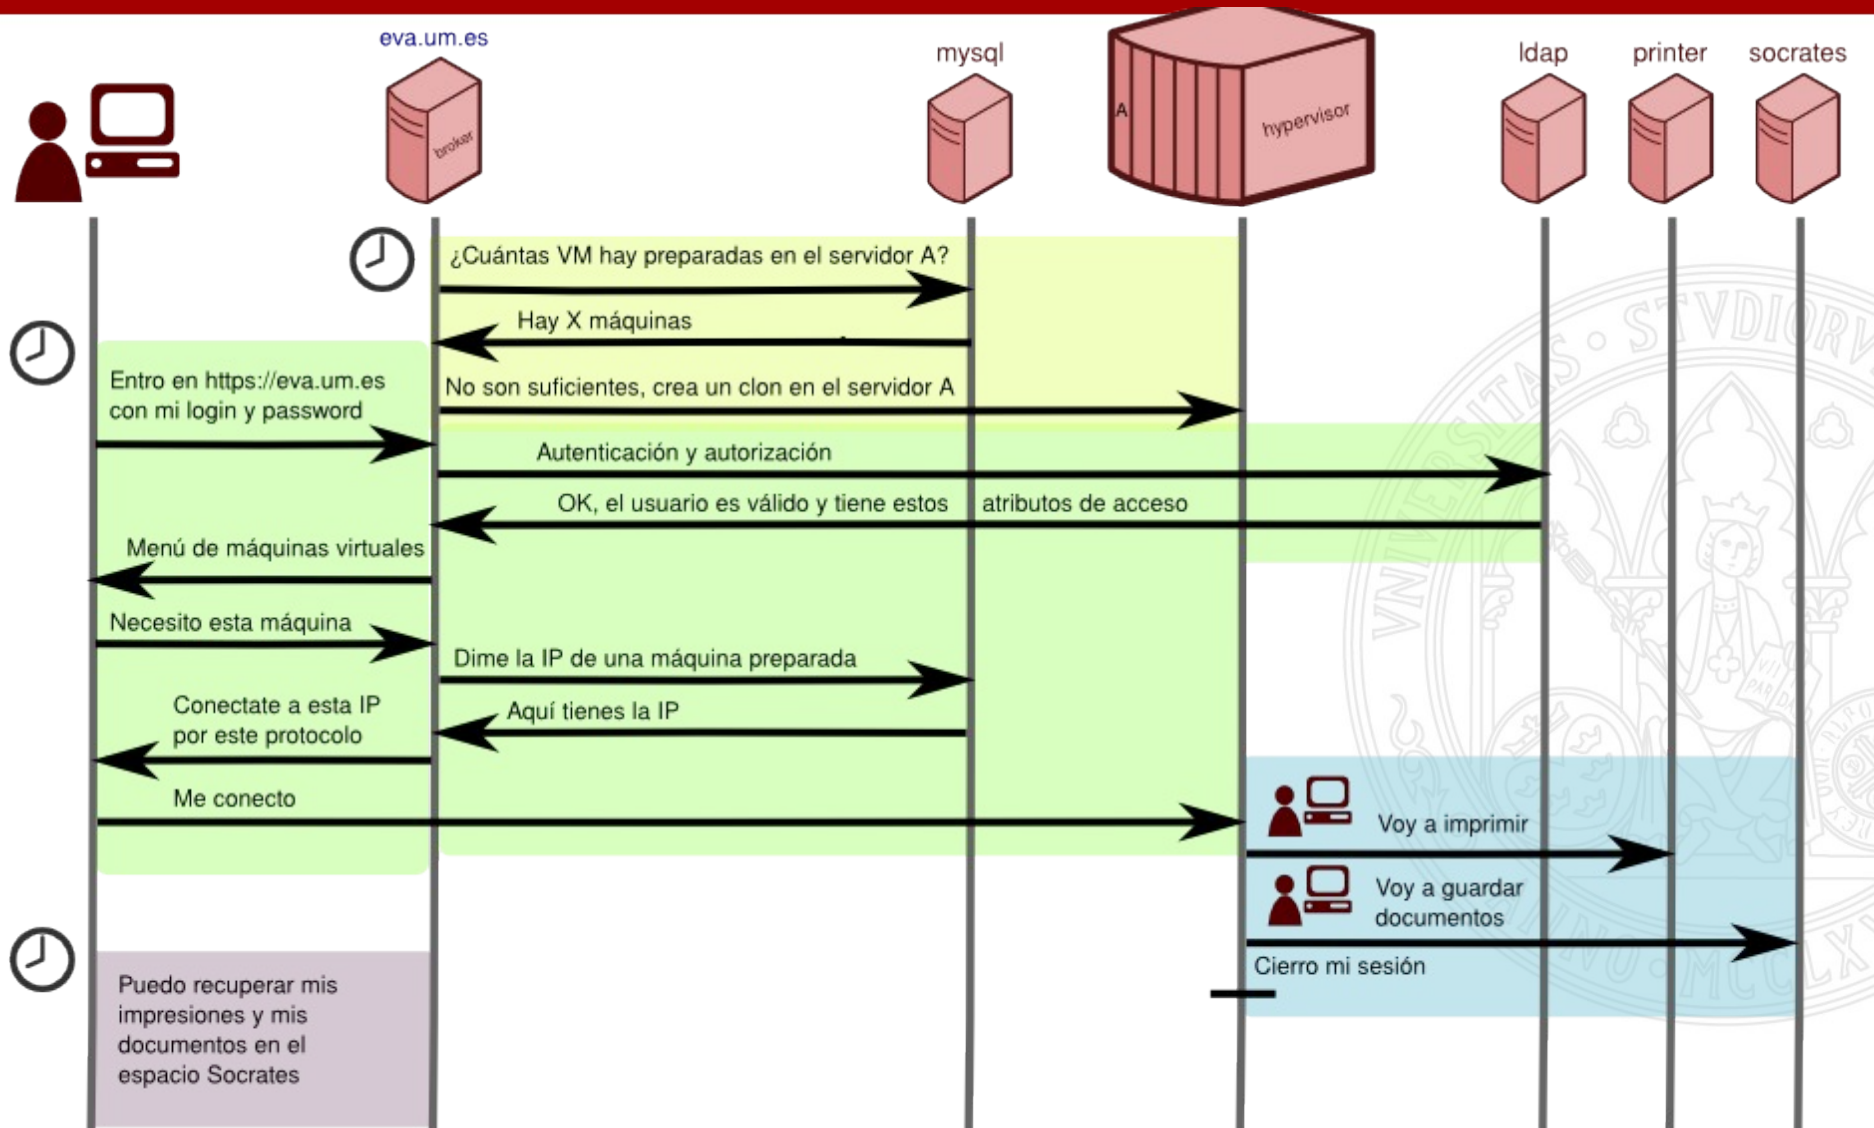 eva.um.es
mysql
ldap
printer
socrates
broker
A
hypervisor
¿Cuántas VM hay preparadas en el servidor A?
Hay X máquinas
Entro en https://eva.um.es
con mi login y password
No son suficientes, crea un clon en el servidor A
Autenticación y autorización
OK, el usuario es válido y tiene estos atributos de acceso
Menú de máquinas virtuales
Necesito esta máquina
Dime la IP de una máquina preparada
Conectate a esta IP
por este protocolo
Aquí tienes la IP
Me conecto
Voy a imprimir
Voy a guardar
documentos
Cierro mi sesión
Puedo recuperar mis
impresiones y mis
documentos en el
espacio Socrates